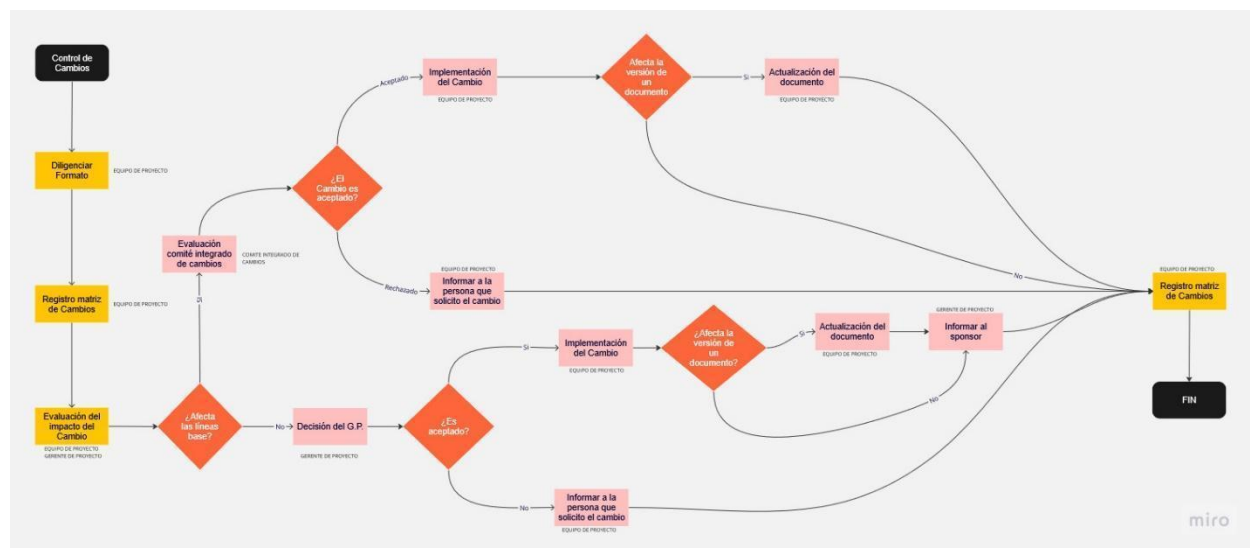 Control de
Cambios
Diligenciar
Formato
EQUIPO DE PROYECTO
Registro matriz
de Cambios
EQUIPO DE PROYECTO
Evaluación del
impacto del
Cambio
EQUIPO DE PROYECTO
GERENTE DE PROYECTO
¿Afecta
las líneas
base?
Si
Evaluación
comité integrado
de cambios
COMITE INTEGRADO DE
CAMBIOS
¿El
Cambio es
aceptado?
Aceptado
Implementación
del Cambio
EQUIPO DE PROYECTO
Afecta la
versión de
un
documento
Si
Actualización del
documento
EQUIPO DE PROYECTO
No
Rechazado
EQUIPO DE PROYECTO
Informar a la
persona que
solicito el cambio
No
Decisión del G.P.
GERENTE DE PROYECTO
¿Es
aceptado?
Si
Implementación
del Cambio
EQUIPO DE PROYECTO
¿Afecta la
versión de
un
documento?
Si
Actualización del
documento
EQUIPO DE PROYECTO
GERENTE DE PROYECTO
Informar al
sponsor
No
No
Informar a la
persona que
solicito el cambio
EQUIPO DE PROYECTO
EQUIPO DE PROYECTO
Registro matriz
de Cambios
FIN
miro